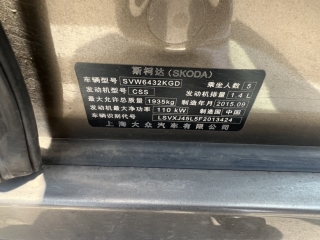 斯柯达(SKODA)
车辆型号 SVW6432KGD 乘坐人数 5
发动机型号 CSS 发动机排量 1.4 L
最大允许总质量 1935kg 制造年月 2015.09
发动机最大净功率 110 kW 制造国 中国
车辆识别代号 LSVXJ45L5F2013424
上海大众汽车有限公司